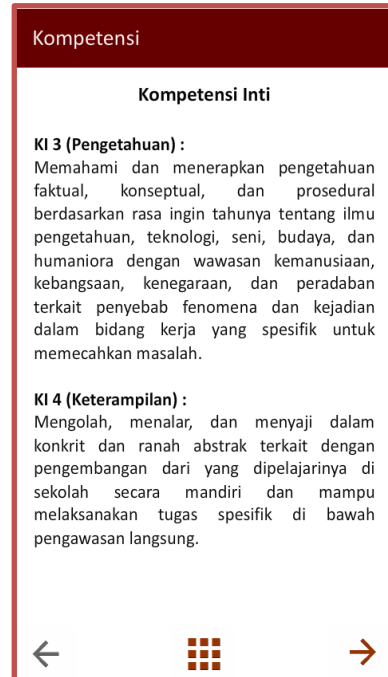 Kompetensi
Kompetensi Inti
KI 3 (Pengetahuan) :
Memahami dan menerapkan pengetahuan
faktual, konseptual, dan prosedural
berdasarkan rasa ingin tahunya tentang ilmu
pengetahuan, teknologi, seni, budaya, dan
humaniora dengan wawasan kemanusiaan,
kebangsaan, kenegaraan, dan peradaban
terkait penyebab fenomena dan kejadian
dalam bidang kerja yang spesifik untuk
memecahkan masalah.
KI 4 (Keterampilan) :
Mengolah, menalar, dan menyaji dalam
konkrit dan ranah abstrak terkait dengan
pengembangan dari yang dipelajarinya di
sekolah secara mandiri dan mampu
melaksanakan tugas spesifik di bawah
pengawasan langsung.